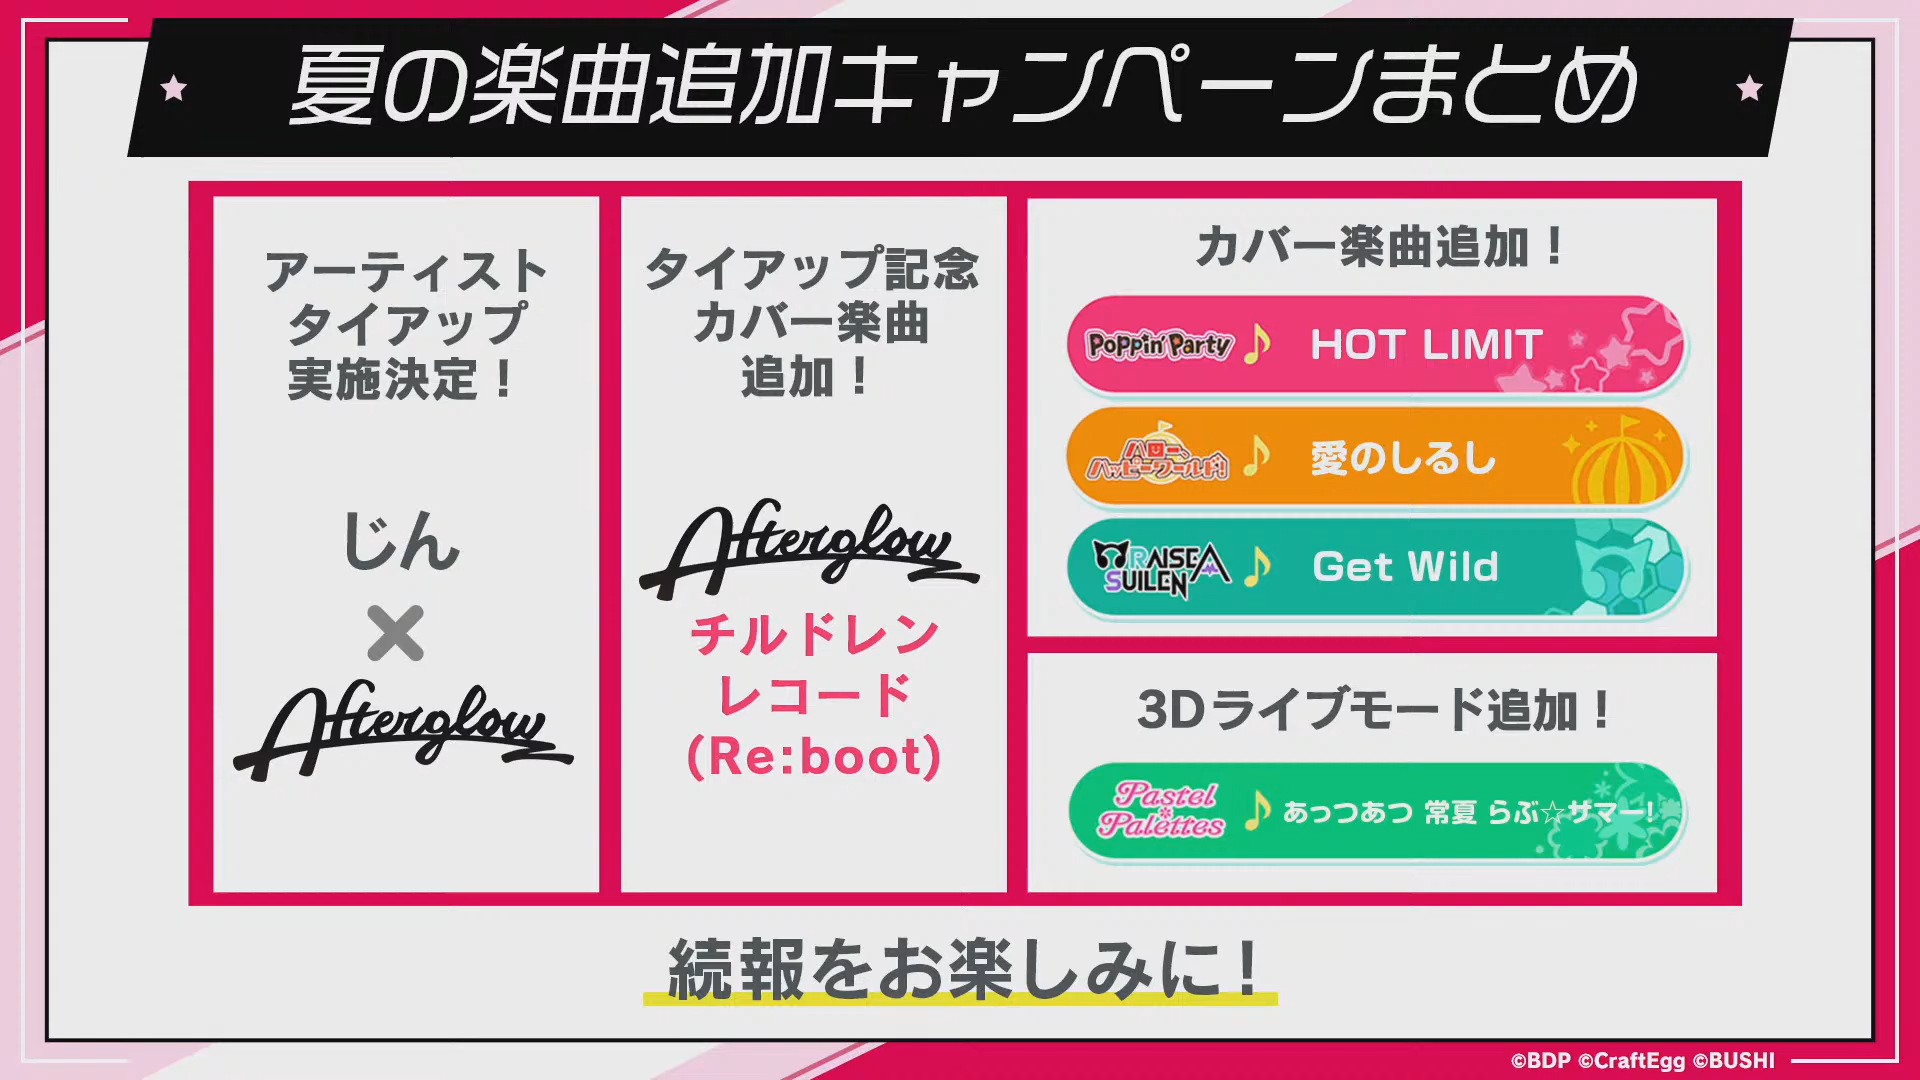 夏の楽曲追加キャンペーンまとめ
アーティスト
タイアップ
実施決定！
じん
×
Afterglow
タイアップ記念
カバー楽曲
追加！
Afterglow
チルドレン
レコード
(Re:boot)
カバー楽曲追加！
Poppin'Party ♪ HOT LIMIT
ハロー、ハッピーワールド! ♪ 愛のしるし
RAISE A SUILEN ♪ Get Wild
3Dライブモード追加！
Pastel*Palettes ♪ あっつあつ 常夏 らぶ☆サマー!
続報をお楽しみに！
©BDP ©CraftEgg ©BUSHI